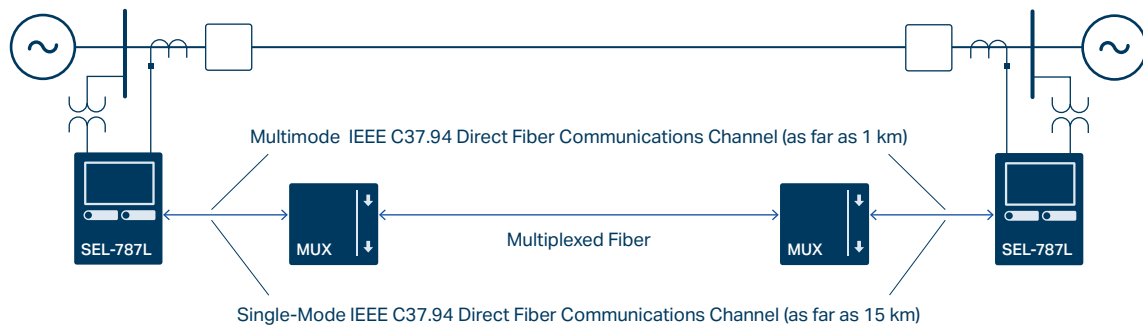 Multimode IEEE C37.94 Direct Fiber Communications Channel (as far as 1 km)
SEL-787L
MUX
Multiplexed Fiber
MUX
SEL-787L
Single-Mode IEEE C37.94 Direct Fiber Communications Channel (as far as 15 km)